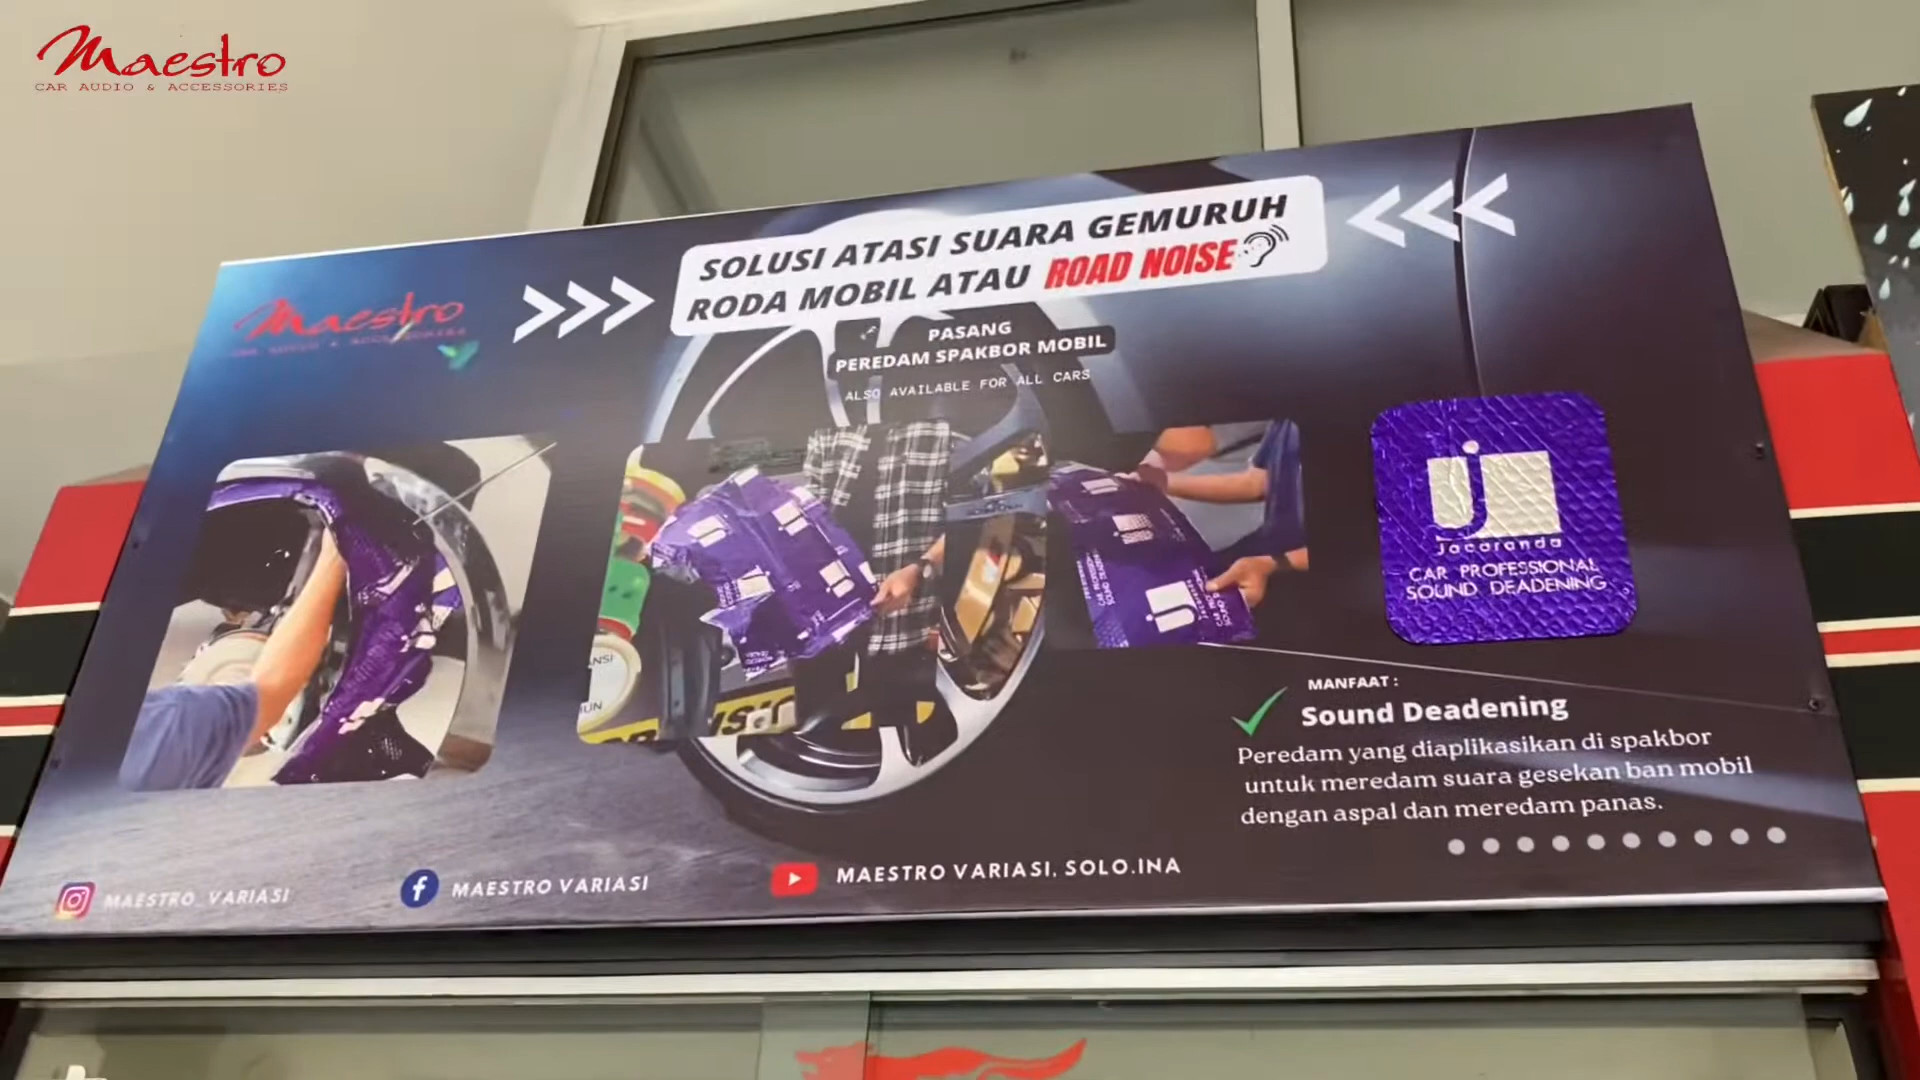 Maestro
CAR AUDIO & ACCESSORIES
SOLUSI ATASI SUARA GEMURUH
RODA MOBIL ATAU ROAD NOISE
Maestro
PASANG
PEREDAM SPAKBOR MOBIL
ALSO AVAILABLE FOR ALL CARS
j
Jacaranda
CAR PROFESSIONAL
SOUND DEADENING
MANFAAT :
Sound Deadening
Peredam yang diaplikasikan di spakbor
untuk meredam suara gesekan ban mobil
dengan aspal dan meredam panas.
MAESTRO_VARIASI
MAESTRO VARIASI
MAESTRO VARIASI. SOLO.INA